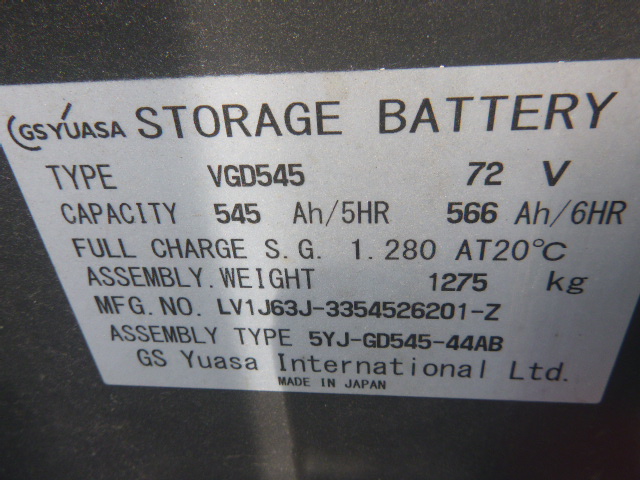 GS YUASA STORAGE BATTERY
TYPE VGD545 72 V
CAPACITY 545 Ah/5HR 566 Ah/6HR
FULL CHARGE S.G. 1.280 AT20℃
ASSEMBLY.WEIGHT 1275 kg
MFG.NO. LV1J63J-3354526201-Z
ASSEMBLY TYPE 5YJ-GD545-44AB
GS Yuasa International Ltd.
MADE IN JAPAN